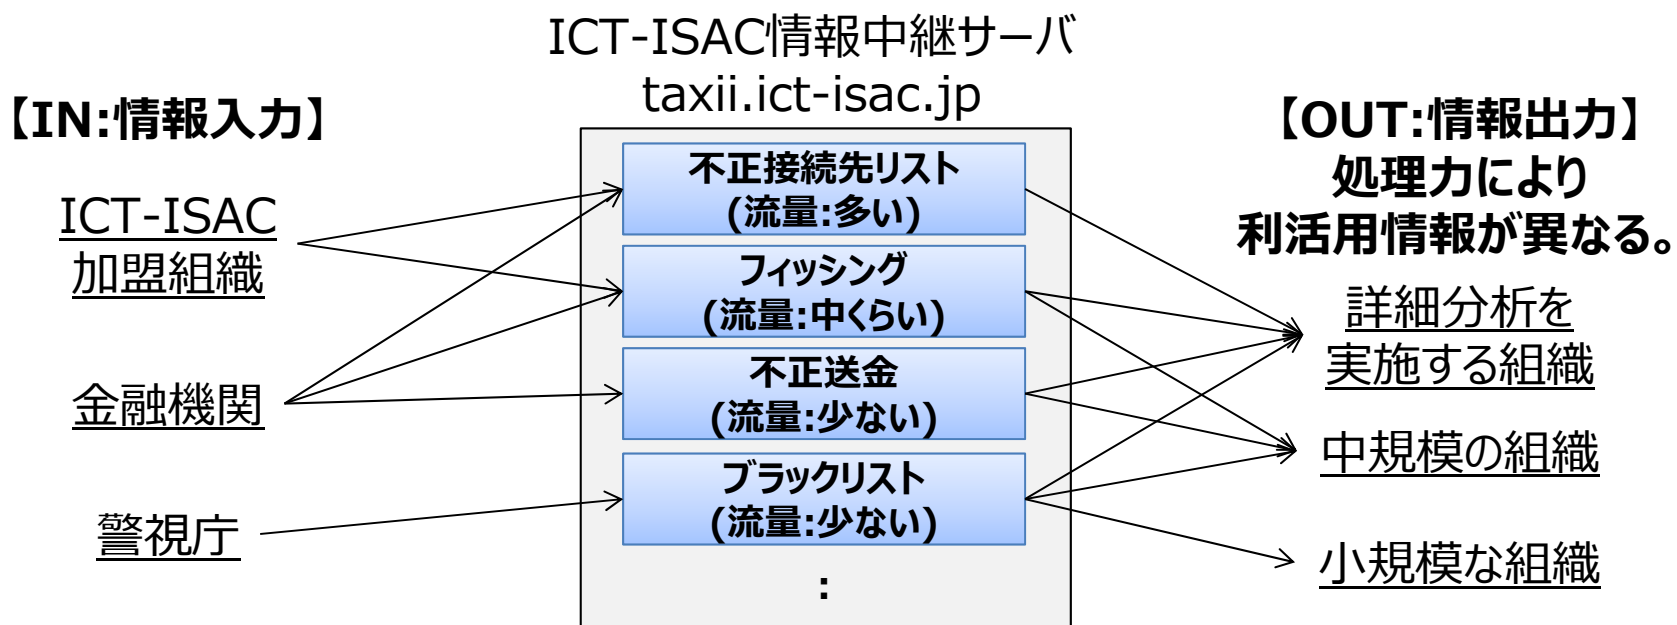 ICT-ISAC情報中継サーバ
taxii.ict-isac.jp
【IN:情報入力】
ICT-ISAC
加盟組織
金融機関
警視庁
不正接続先リスト
(流量:多い)
フィッシング
(流量:中くらい)
不正送金
(流量:少ない)
ブラックリスト
(流量:少ない)
:
【OUT:情報出力】
処理力により
利活用情報が異なる。
詳細分析を
実施する組織
中規模の組織
小規模な組織